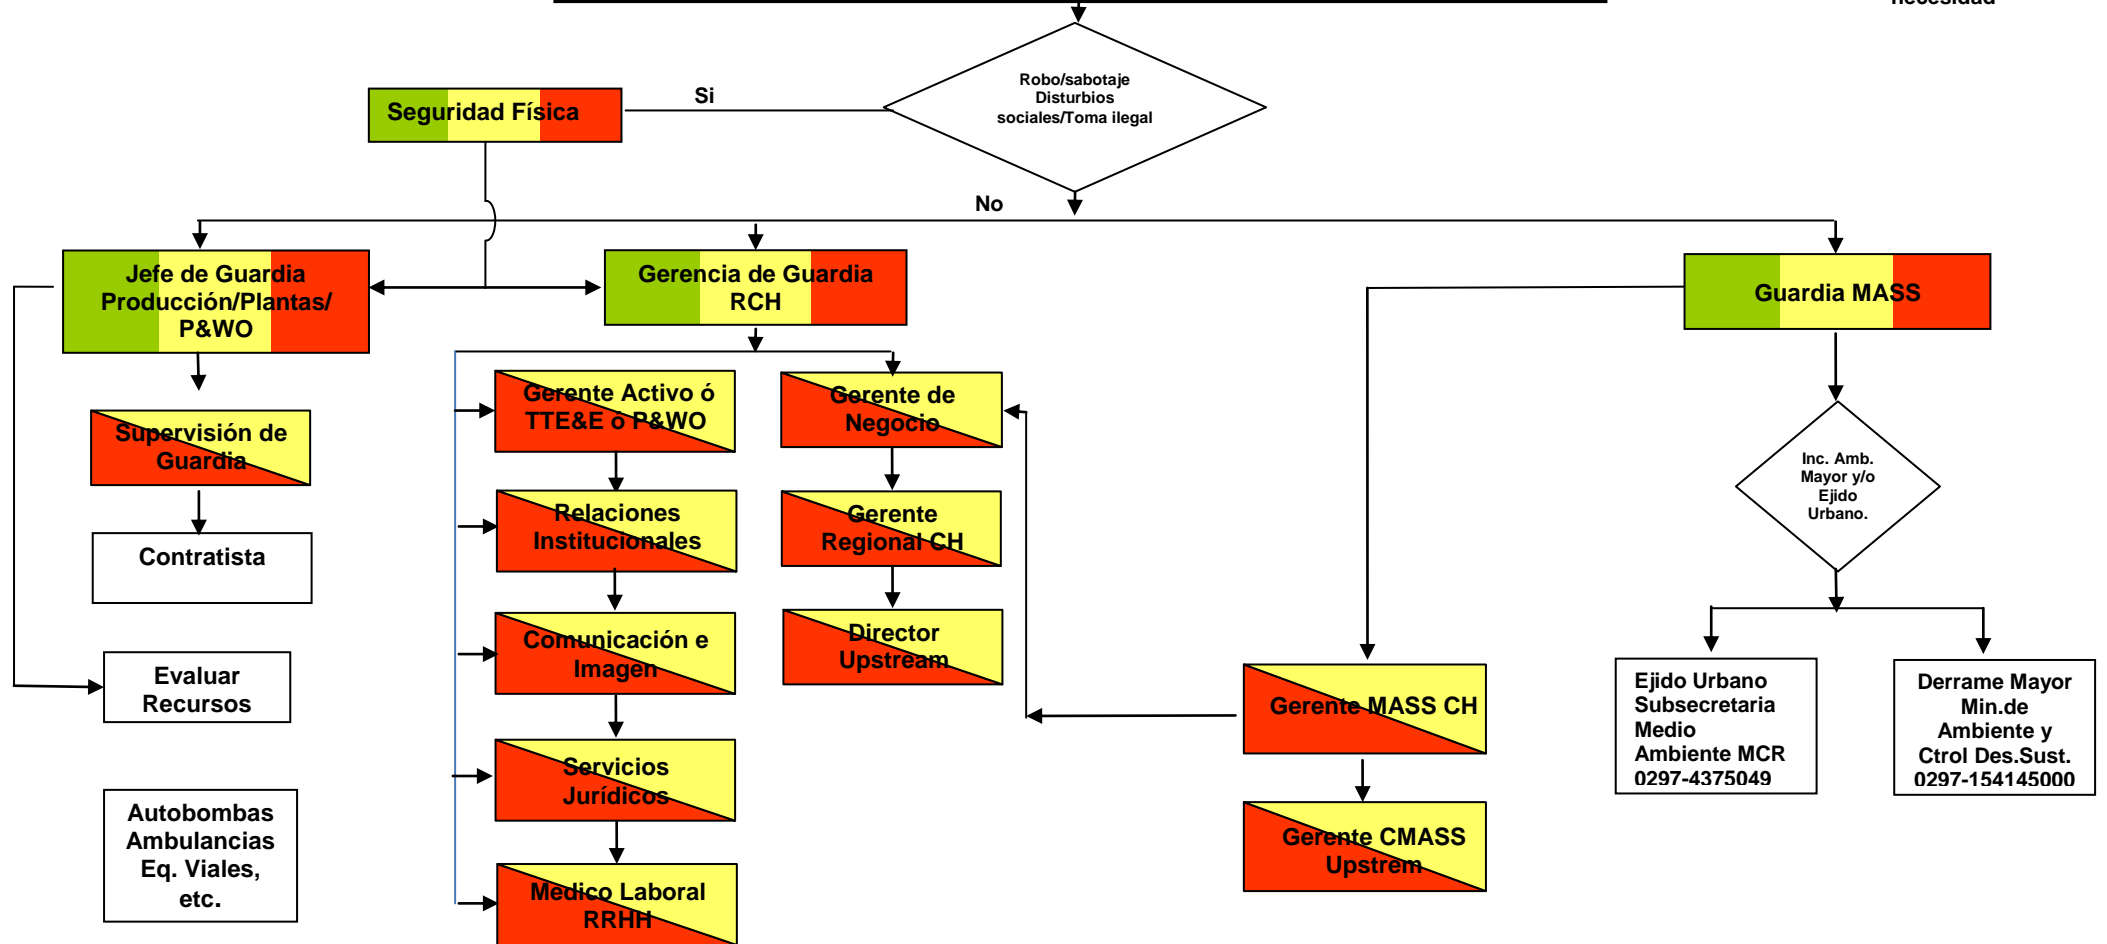 necesidad
Robo/sabotaje
Disturbios
sociales/Toma ilegal
Si
Seguridad Física
No
Jefe de Guardia
Producción/Plantas/
P&WO
Gerencia de Guardia
RCH
Guardia MASS
Gerente Activo ó
TTE&E ó P&WO
Gerente de
Negocio
Supervisión de
Guardia
Inc. Amb.
Mayor y/o
Ejido
Urbano.
Relaciones
Institucionales
Gerente
Regional CH
Contratista
Comunicación e
Imagen
Director
Upstream
Evaluar
Recursos
Gerente MASS CH
Ejido Urbano
Subsecretaria
Medio
Ambiente MCR
0297-4375049
Derrame Mayor
Min.de
Ambiente y
Ctrol Des.Sust.
0297-154145000
Servicios
Jurídicos
Autobombas
Ambulancias
Eq. Viales,
etc.
Gerente CMASS
Upstrem
Medico Laboral
RRHH